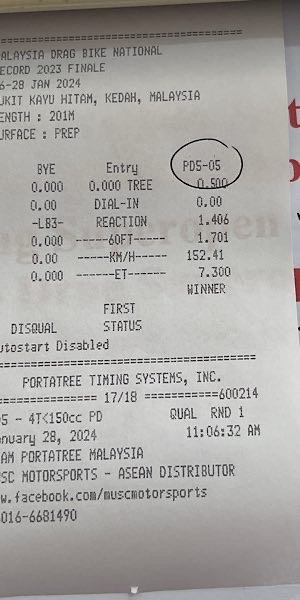 ==========================================
ALAYSIA DRAG BIKE NATIONAL
ECORD 2023 FINALE
6-28 JAN 2024
UKIT KAYU HITAM, KEDAH, MALAYSIA
ENGTH : 201M
URFACE : PREP
BYE Entry PD5-05
0.000 0.000 TREE 0.500
0.00 DIAL-IN 0.00
-LB3- REACTION 1.406
0.000 ------60FT------ 1.701
0.00 ------KM/H------ 152.41
0.000 -------ET------- 7.300
WINNER
FIRST
DISQUAL STATUS
utostart Disabled
==========================================
PORTATREE TIMING SYSTEMS, INC.
============== 17/18 ===========600214
5 - 4T<150cc PD QUAL RND 1
nuary 28, 2024 11:06:32 AM
AM PORTATREE MALAYSIA
SC MOTORSPORTS - ASEAN DISTRIBUTOR
w.facebook.com/muscmotorsports
016-6681490